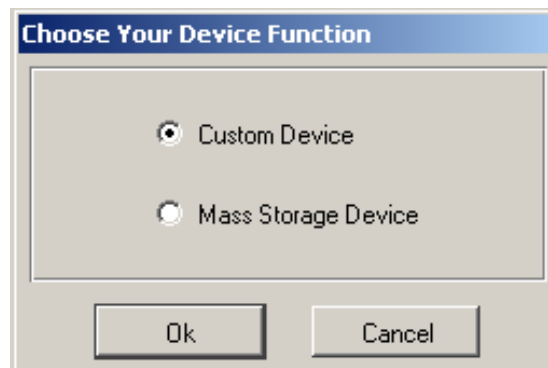 Choose Your Device Function
Custom Device
Mass Storage Device
Ok Cancel